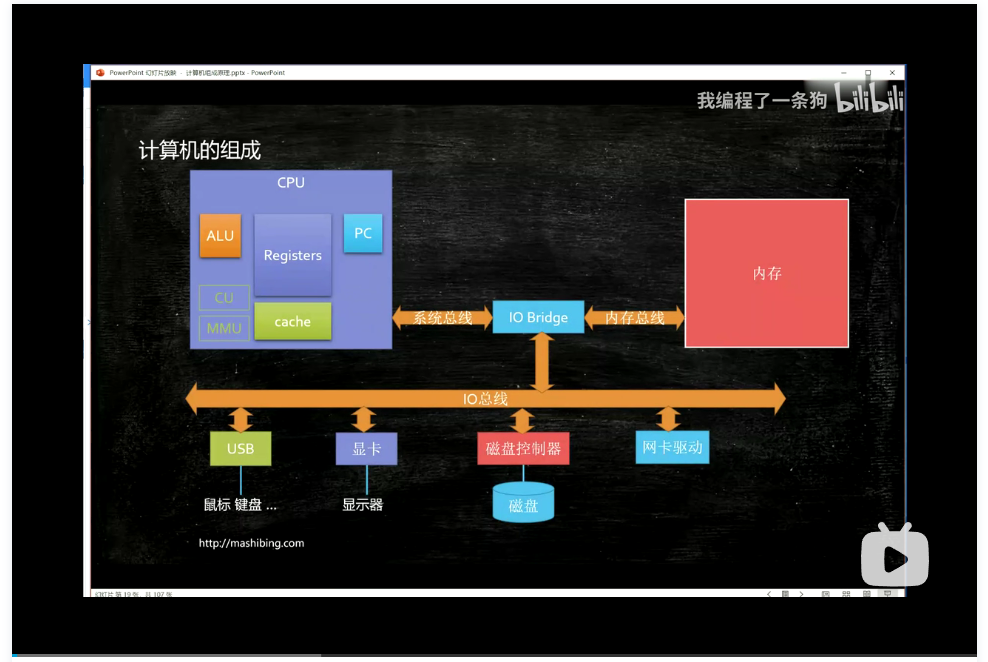 PowerPoint 幻灯片放映 - 计算机组成原理.pptx - PowerPoint
我编程了一条狗 bilibili
计算机的组成
CPU
ALU
Registers
PC
CU
MMU
cache
系统总线
IO Bridge
内存总线
内存
IO总线
USB
显卡
磁盘控制器
网卡驱动
鼠标 键盘 ...
显示器
磁盘
http://mashibing.com
幻灯片 第 19 张，共 107 张